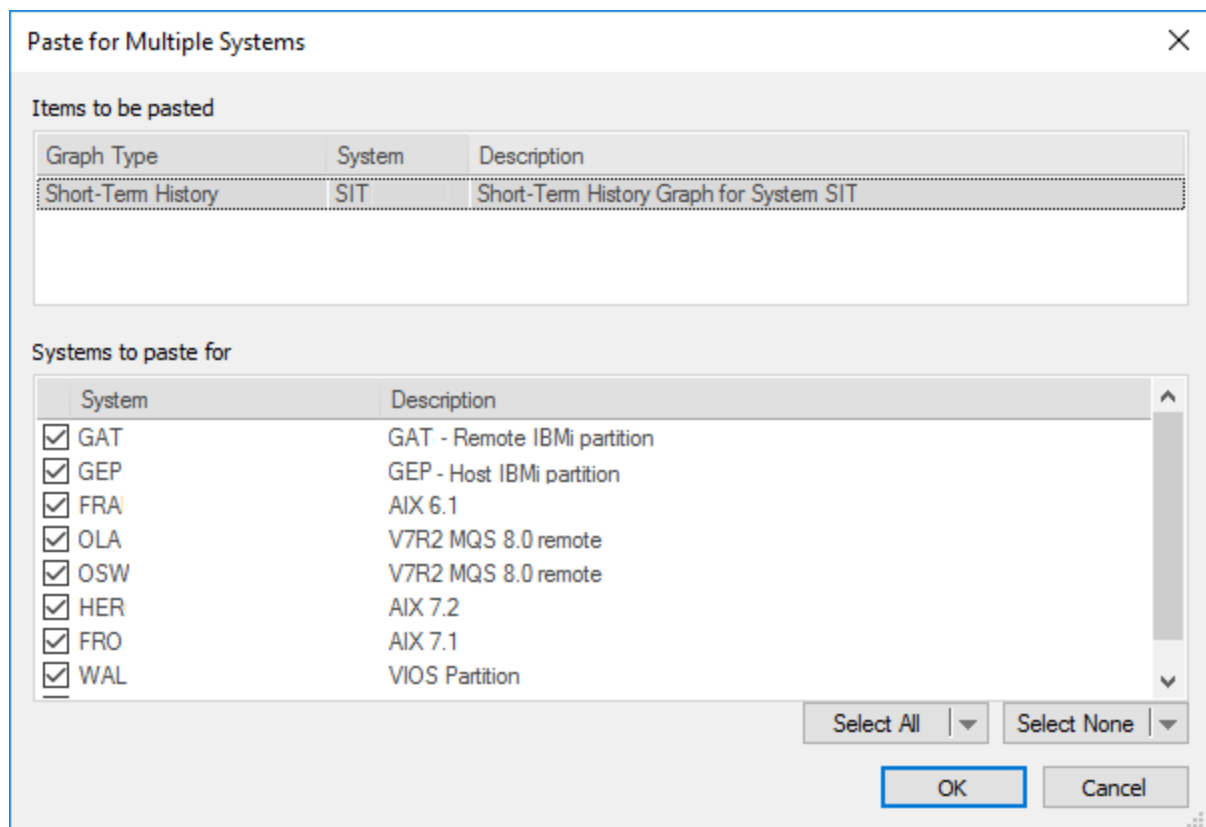 Paste for Multiple Systems
Items to be pasted
Graph Type System Description
Short-Term History SIT Short-Term History Graph for System SIT
Systems to paste for
System Description
GAT GAT - Remote IBMi partition
GEP GEP - Host IBMi partition
FRA AIX 6.1
OLA V7R2 MQS 8.0 remote
OSW V7R2 MQS 8.0 remote
HER AIX 7.2
FRO AIX 7.1
WAL VIOS Partition
Select All Select None
OK Cancel